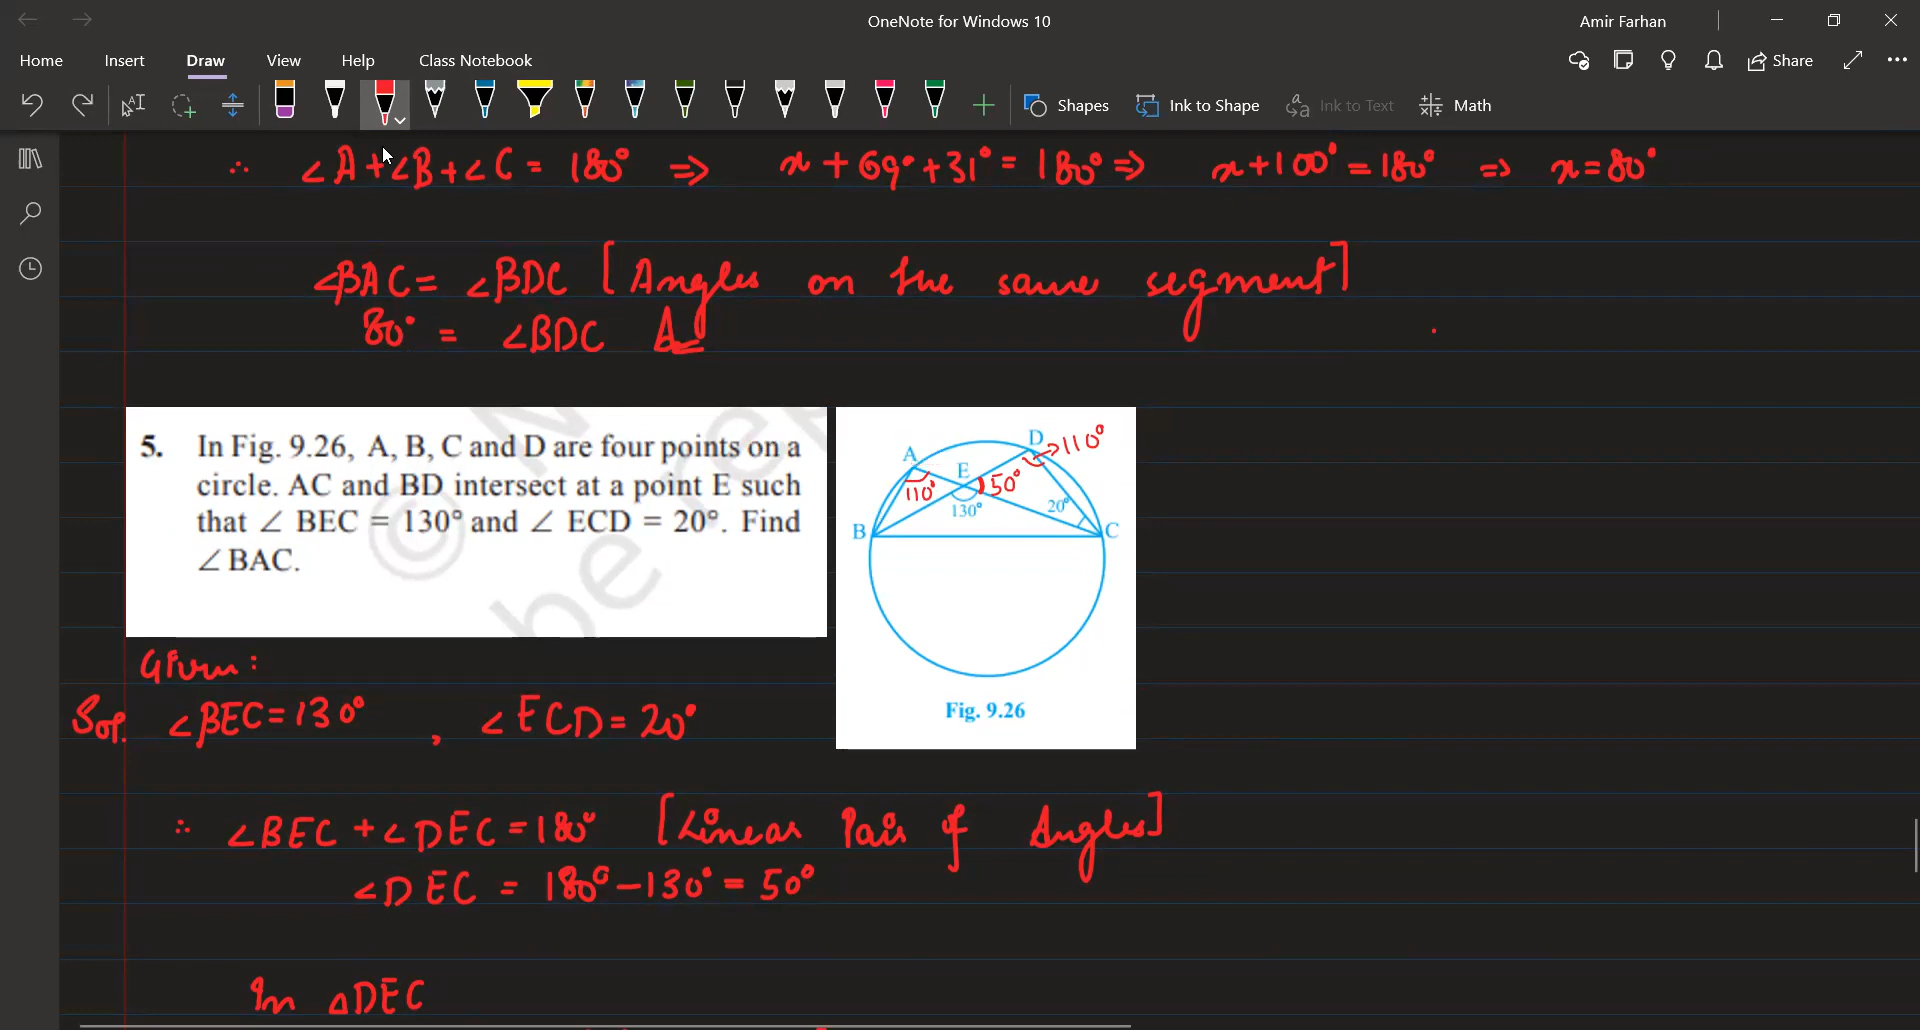 OneNote for Windows 10
Amir Farhan
Home Insert Draw View Help Class Notebook
Share
Shapes Ink to Shape Ink to Text Math
∴ ∠A+∠B+∠C = 180° ⇒ x + 69° + 31° = 180° ⇒ x+100° = 180° ⇒ x = 80°
∠BAC = ∠BDC [Angles on the same segment]
80° = ∠BDC
5. In Fig. 9.26, A, B, C and D are four points on a
circle. AC and BD intersect at a point E such
that ∠ BEC = 130° and ∠ ECD = 20°. Find
∠ BAC.
D 110°
A
E
110° 50°
130° 20°
B C
Fig. 9.26
Given:
Sol. ∠BEC=130° , ∠ECD = 20°
∴ ∠BEC + ∠DEC = 180° [Linear Pair of Angles]
∠DEC = 180° – 130° = 50°
In △DEC